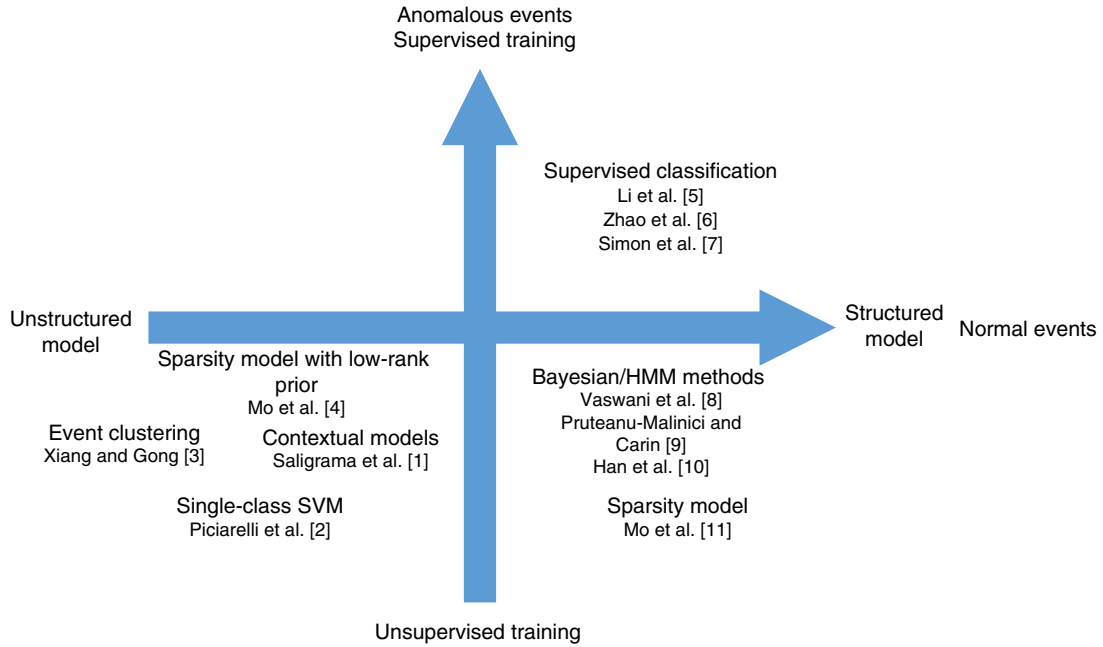 Anomalous events
Supervised training
Supervised classification
Li et al. [5]
Zhao et al. [6]
Simon et al. [7]
Unstructured
model
Structured
model
Normal events
Sparsity model with low-rank
prior
Mo et al. [4]
Event clustering
Xiang and Gong [3]
Contextual models
Saligrama et al. [1]
Single-class SVM
Piciarelli et al. [2]
Bayesian/HMM methods
Vaswani et al. [8]
Pruteanu-Malinici and
Carin [9]
Han et al. [10]
Sparsity model
Mo et al. [11]
Unsupervised training